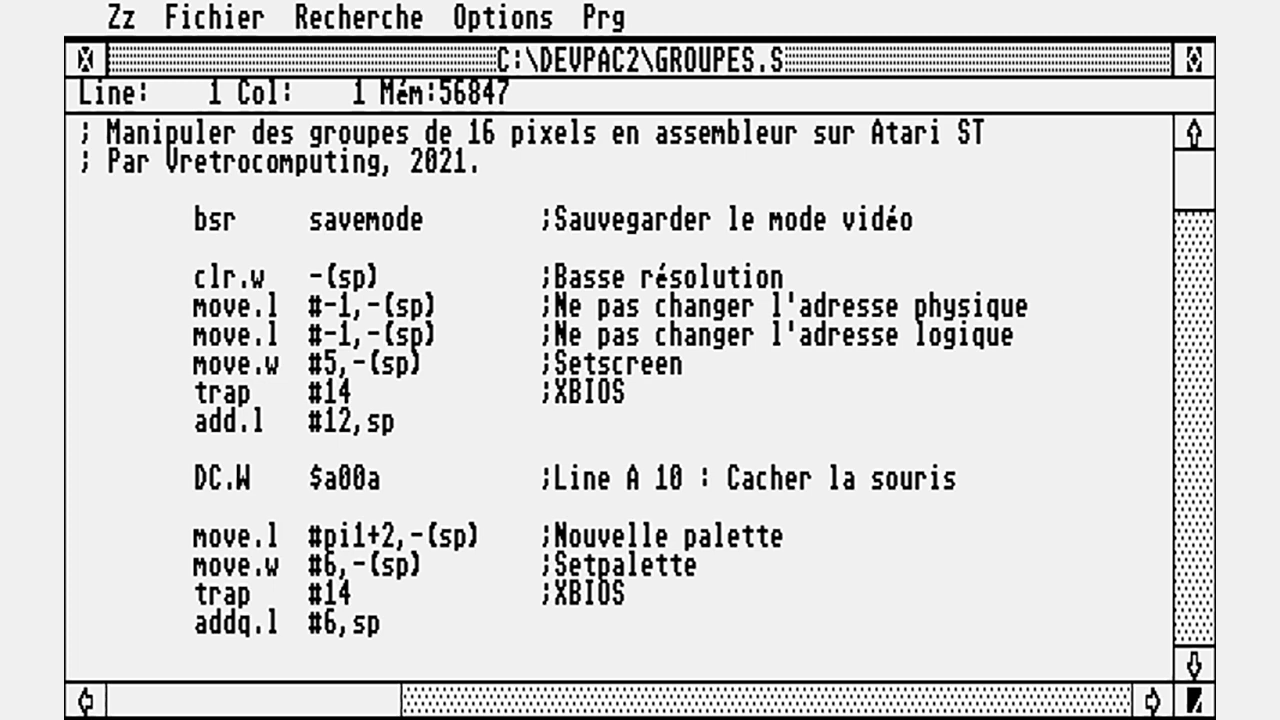 Zz Fichier Recherche Options Prg
C:\DEVPAC2\GROUPES.S
Line: 1 Col: 1 Mém:56847
; Manipuler des groupes de 16 pixels en assembleur sur Atari ST
; Par Vretrocomputing, 2021.
bsr savemode ;Sauvegarder le mode vidéo
clr.w -(sp) ;Basse résolution
move.l #-1,-(sp) ;Ne pas changer l'adresse physique
move.l #-1,-(sp) ;Ne pas changer l'adresse logique
move.w #5,-(sp) ;Setscreen
trap #14 ;XBIOS
add.l #12,sp
DC.W $a00a ;Line A 10 : Cacher la souris
move.l #pi1+2,-(sp) ;Nouvelle palette
move.w #6,-(sp) ;Setpalette
trap #14 ;XBIOS
addq.l #6,sp